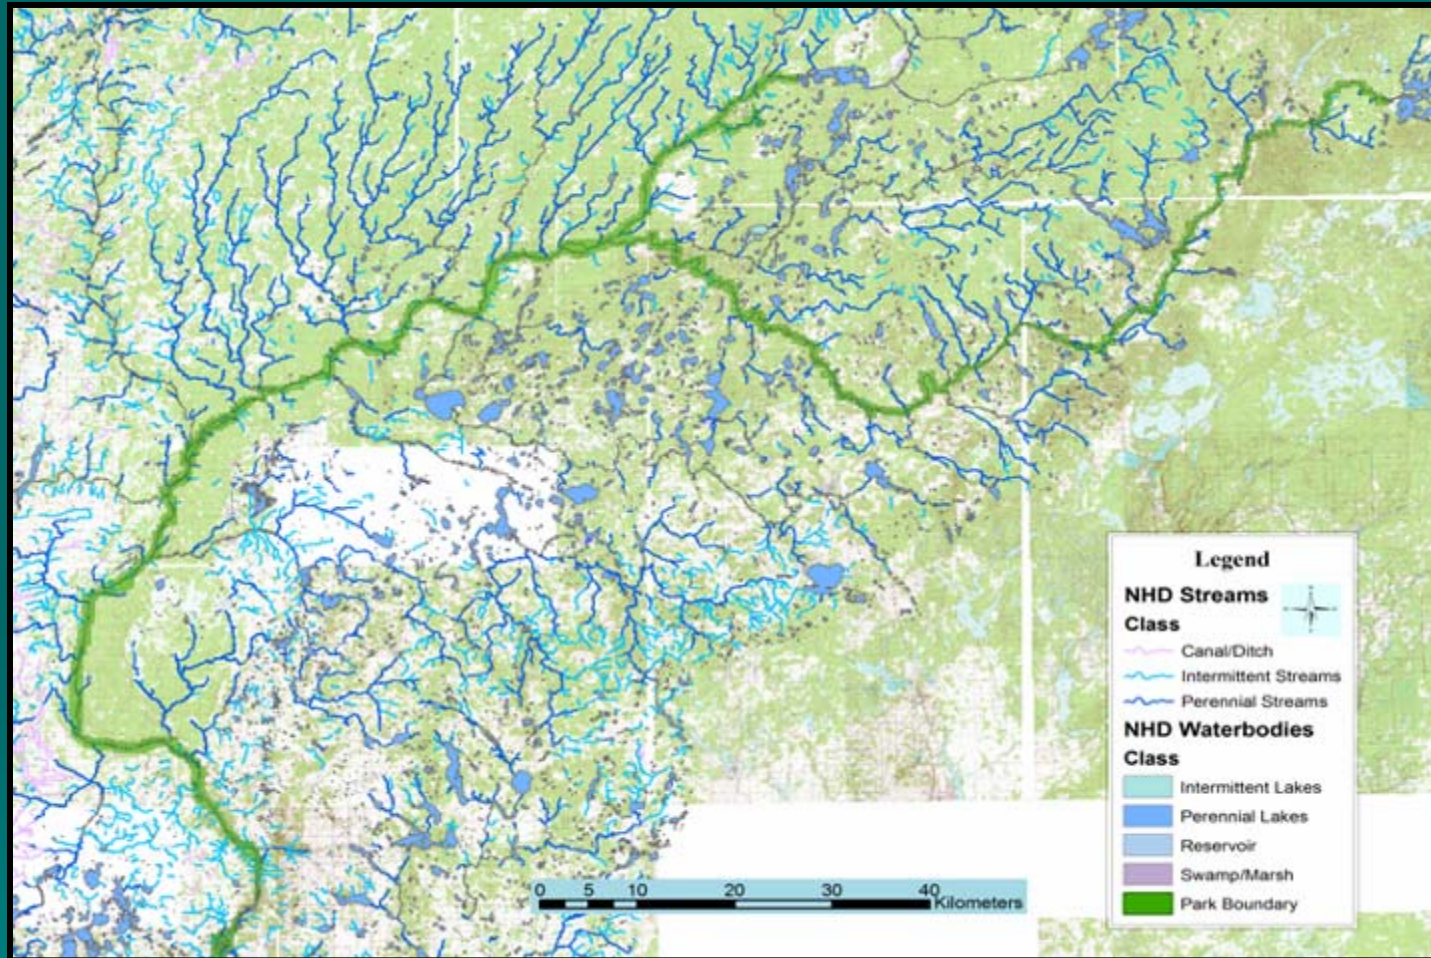 Legend
NHD Streams
Class
Canal/Ditch
Intermittent Streams
Perennial Streams
NHD Waterbodies
Class
Intermittent Lakes
Perennial Lakes
Reservoir
Swamp/Marsh
Park Boundary
0 5 10 20 30 40
Kilometers